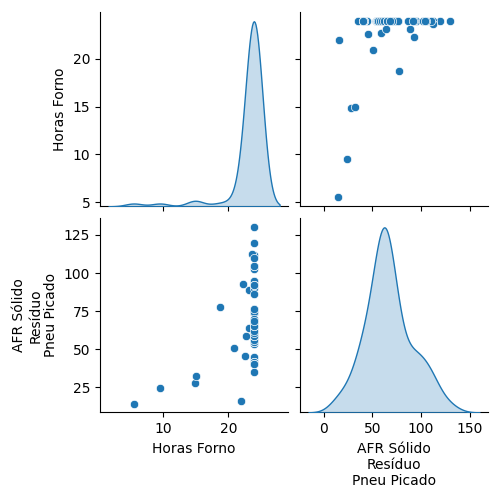 Horas Forno
20
15
10
5
AFR Sólido
Resíduo
Pneu Picado
125
100
75
50
25
10
20
Horas Forno
0
50
100
150
AFR Sólido
Resíduo
Pneu Picado